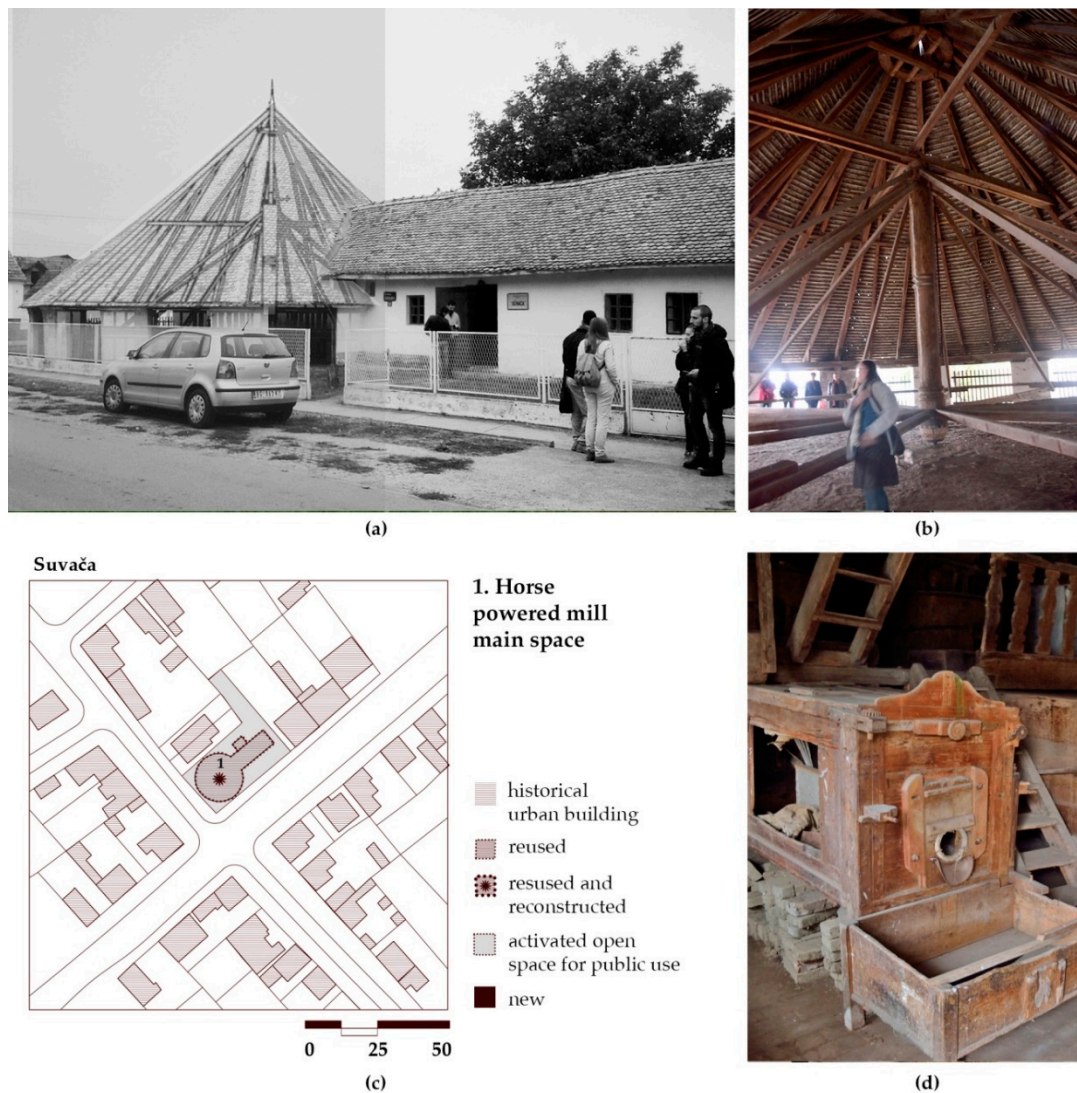 (a)
(b)
Suvača
1. Horse
powered mill
main space
1
historical
urban building
reused
resused and
reconstructed
activated open
space for public use
new
0 25 50
(c)
(d)